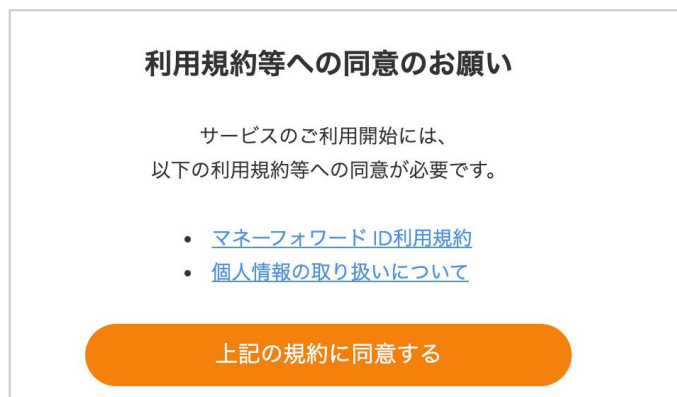 利用規約等への同意のお願い
サービスのご利用開始には、
以下の利用規約等への同意が必要です。
• マネーフォワード ID利用規約
• 個人情報の取り扱いについて
上記の規約に同意する